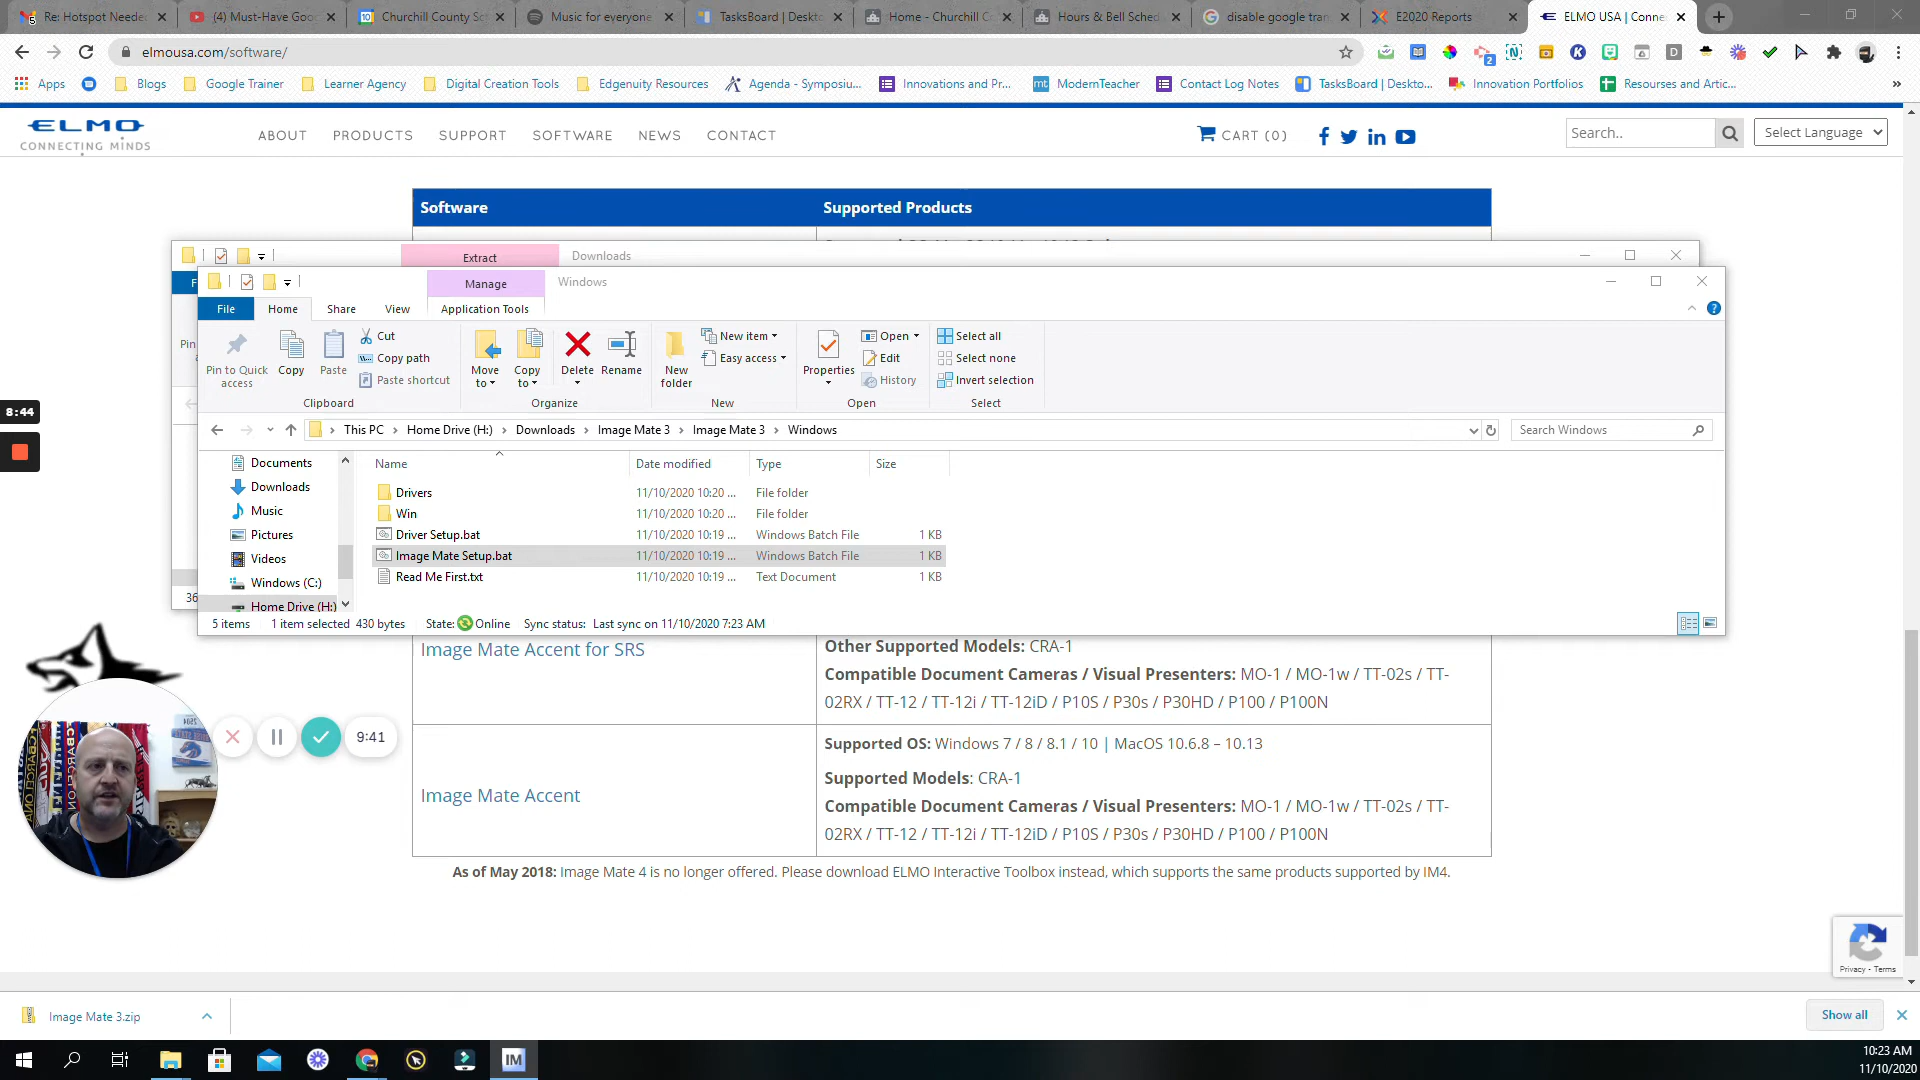 Re: Hotspot Neede
(4) Must-Have Goo
Churchill County Sc
Music for everyone
TasksBoard | Deskt
Home - Churchill C
Hours & Bell Sched
disable google tran
E2020 Reports
ELMO USA | Conne
elmousa.com/software/
2
D
Apps
Blogs
Google Trainer
Learner Agency
Digital Creation Tools
Edgenuity Resources
Agenda - Symposiu...
Innovations and Pr...
mt
ModernTeacher
Contact Log Notes
TasksBoard | Deskto...
Innovation Portfolios
Resourses and Artic...
ELMO
CONNECTING MINDS
ABOUT
PRODUCTS
SUPPORT
SOFTWARE
NEWS
CONTACT
CART (0)
Search..
Select Language
Software
Supported Products
Extract
Downloads
Manage
Windows
File
Home
Share
View
Application Tools
Pin to Quick access
Copy
Paste
Cut
Copy path
Paste shortcut
Clipboard
Move to
Copy to
Delete
Rename
Organize
New folder
New item
Easy access
New
Properties
Open
Edit
History
Open
Select all
Select none
Invert selection
Select
8:44
This PC
Home Drive (H:)
Downloads
Image Mate 3
Image Mate 3
Windows
Search Windows
Documents
Downloads
Music
Pictures
Videos
Windows (C:)
Home Drive (H:)
Name
Date modified
Type
Size
Drivers 11/10/2020 10:20 ... File folder
Win 11/10/2020 10:20 ... File folder
Driver Setup.bat 11/10/2020 10:19 ... Windows Batch File 1 KB
Image Mate Setup.bat 11/10/2020 10:19 ... Windows Batch File 1 KB
Read Me First.txt 11/10/2020 10:19 ... Text Document 1 KB
36
5 items
1 item selected 430 bytes
State: Online
Sync status: Last sync on 11/10/2020 7:23 AM
Image Mate Accent for SRS
Other Supported Models: CRA-1
Compatible Document Cameras / Visual Presenters: MO-1 / MO-1w / TT-02s / TT-
02RX / TT-12 / TT-12i / TT-12iD / P10S / P30s / P30HD / P100 / P100N
9:41
Image Mate Accent
Supported OS: Windows 7 / 8 / 8.1 / 10 | MacOS 10.6.8 – 10.13
Supported Models: CRA-1
Compatible Document Cameras / Visual Presenters: MO-1 / MO-1w / TT-02s / TT-
02RX / TT-12 / TT-12i / TT-12iD / P10S / P30s / P30HD / P100 / P100N
As of May 2018: Image Mate 4 is no longer offered. Please download ELMO Interactive Toolbox instead, which supports the same products supported by IM4.
Privacy - Terms
Image Mate 3.zip
Show all
IM
10:23 AM
11/10/2020